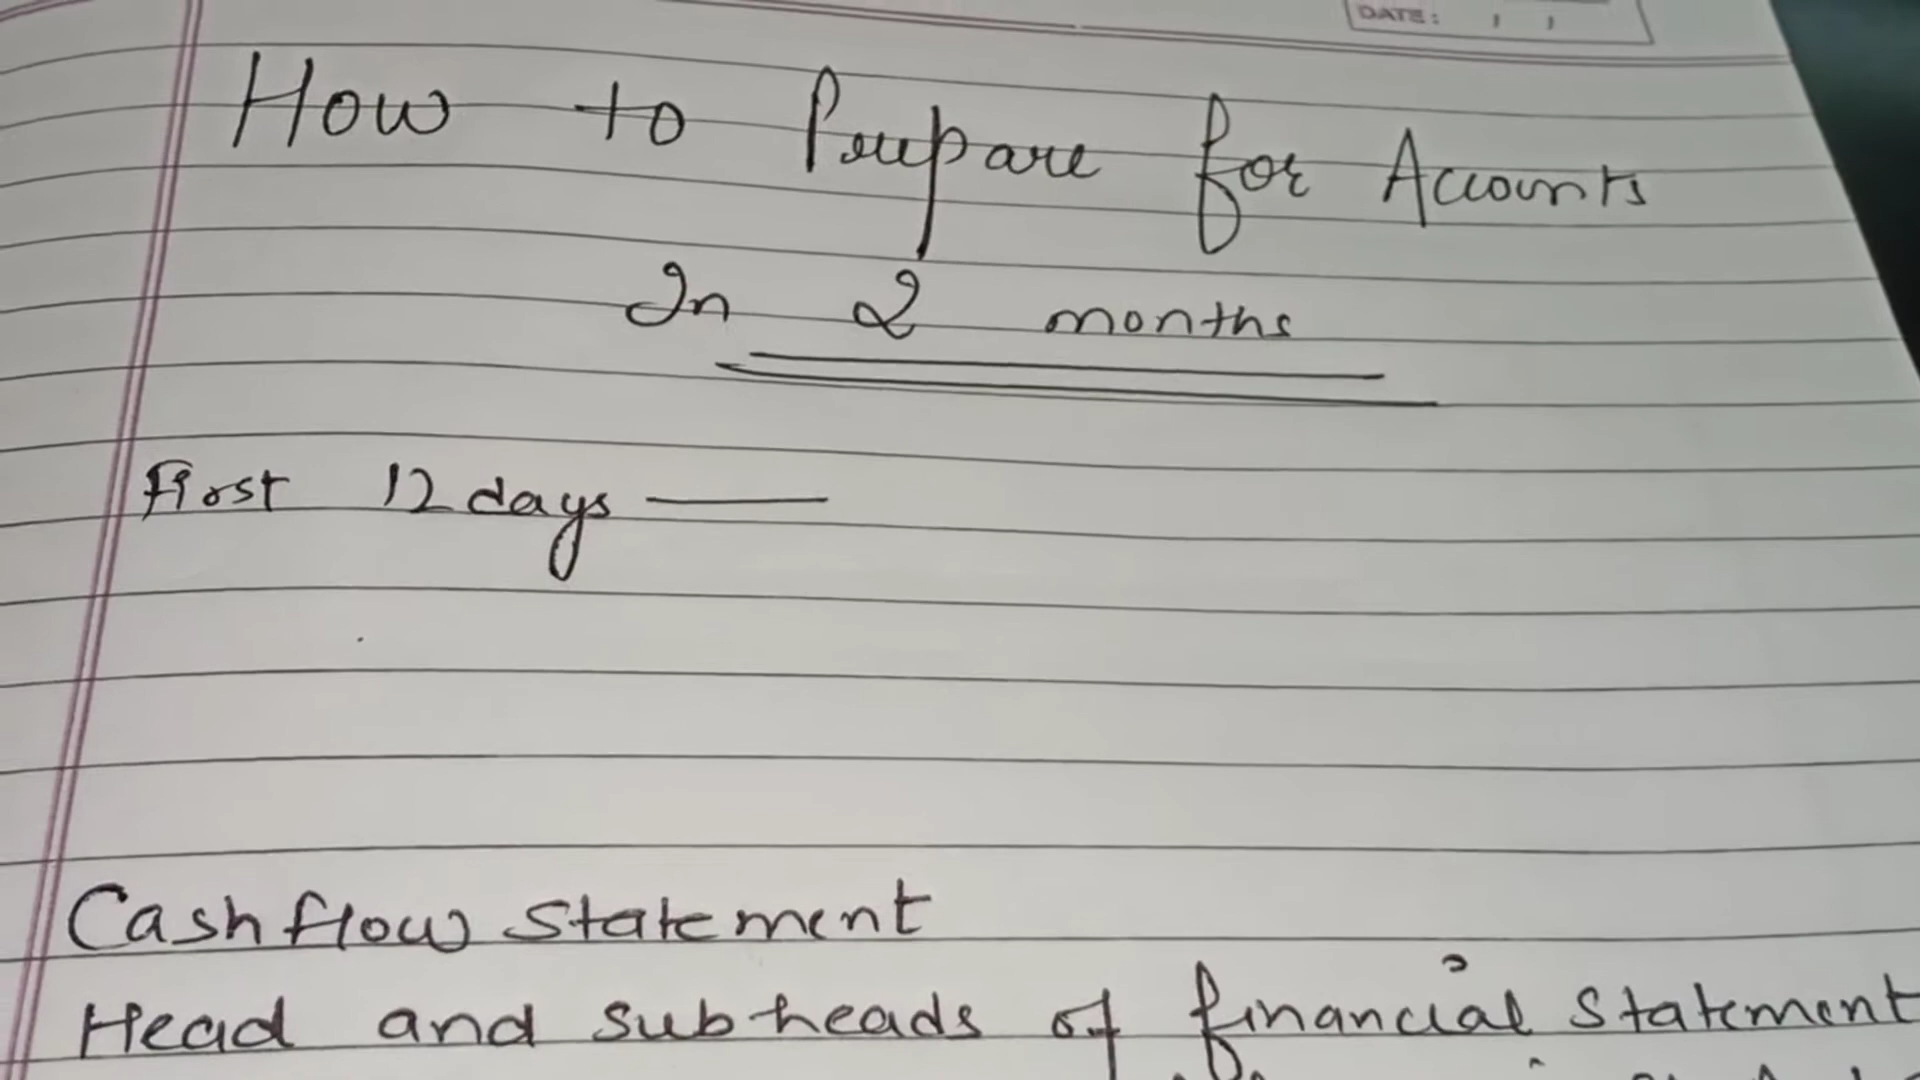 DATE:
How to Prepare for Accounts
In 2 months
First 12 days —
Cashflow statement
Head and subheads of financial statement